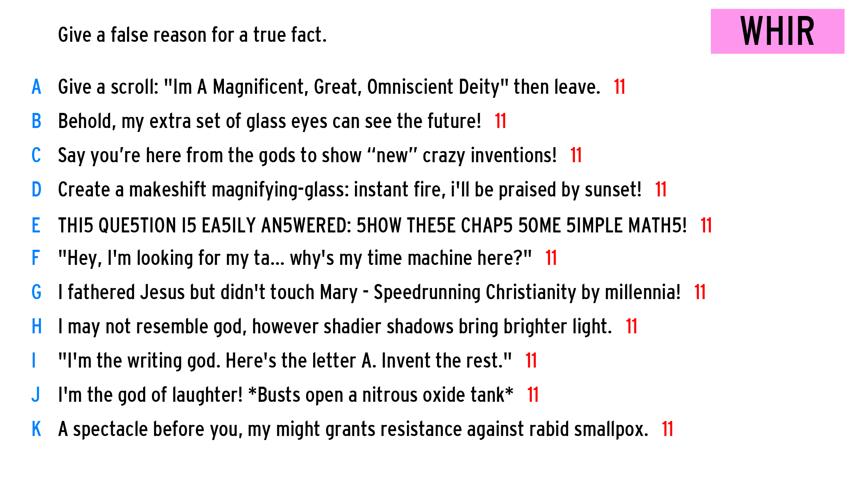 Give a false reason for a true fact.
WHIR
A Give a scroll: "Im A Magnificent, Great, Omniscient Deity" then leave. 11
B Behold, my extra set of glass eyes can see the future! 11
C Say you’re here from the gods to show “new” crazy inventions! 11
D Create a makeshift magnifying-glass: instant fire, i'll be praised by sunset! 11
E THI5 QUE5TION I5 EA5ILY AN5WERED: 5HOW THE5E CHAP5 5OME 5IMPLE MATH5! 11
F "Hey, I'm looking for my ta... why's my time machine here?" 11
G I fathered Jesus but didn't touch Mary - Speedrunning Christianity by millennia! 11
H I may not resemble god, however shadier shadows bring brighter light. 11
I "I'm the writing god. Here's the letter A. Invent the rest." 11
J I'm the god of laughter! *Busts open a nitrous oxide tank* 11
K A spectacle before you, my might grants resistance against rabid smallpox. 11